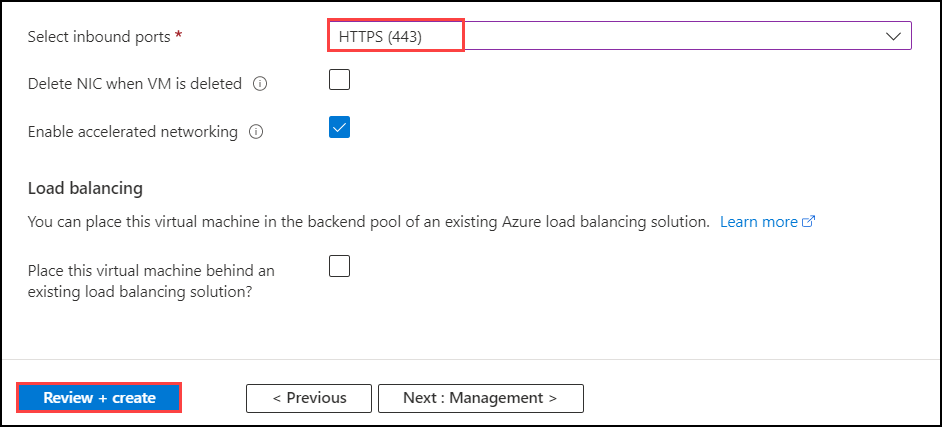 Select inbound ports * HTTPS (443)
Delete NIC when VM is deleted
Enable accelerated networking
Load balancing
You can place this virtual machine in the backend pool of an existing Azure load balancing solution. Learn more
Place this virtual machine behind an
existing load balancing solution?
Review + create < Previous Next : Management >